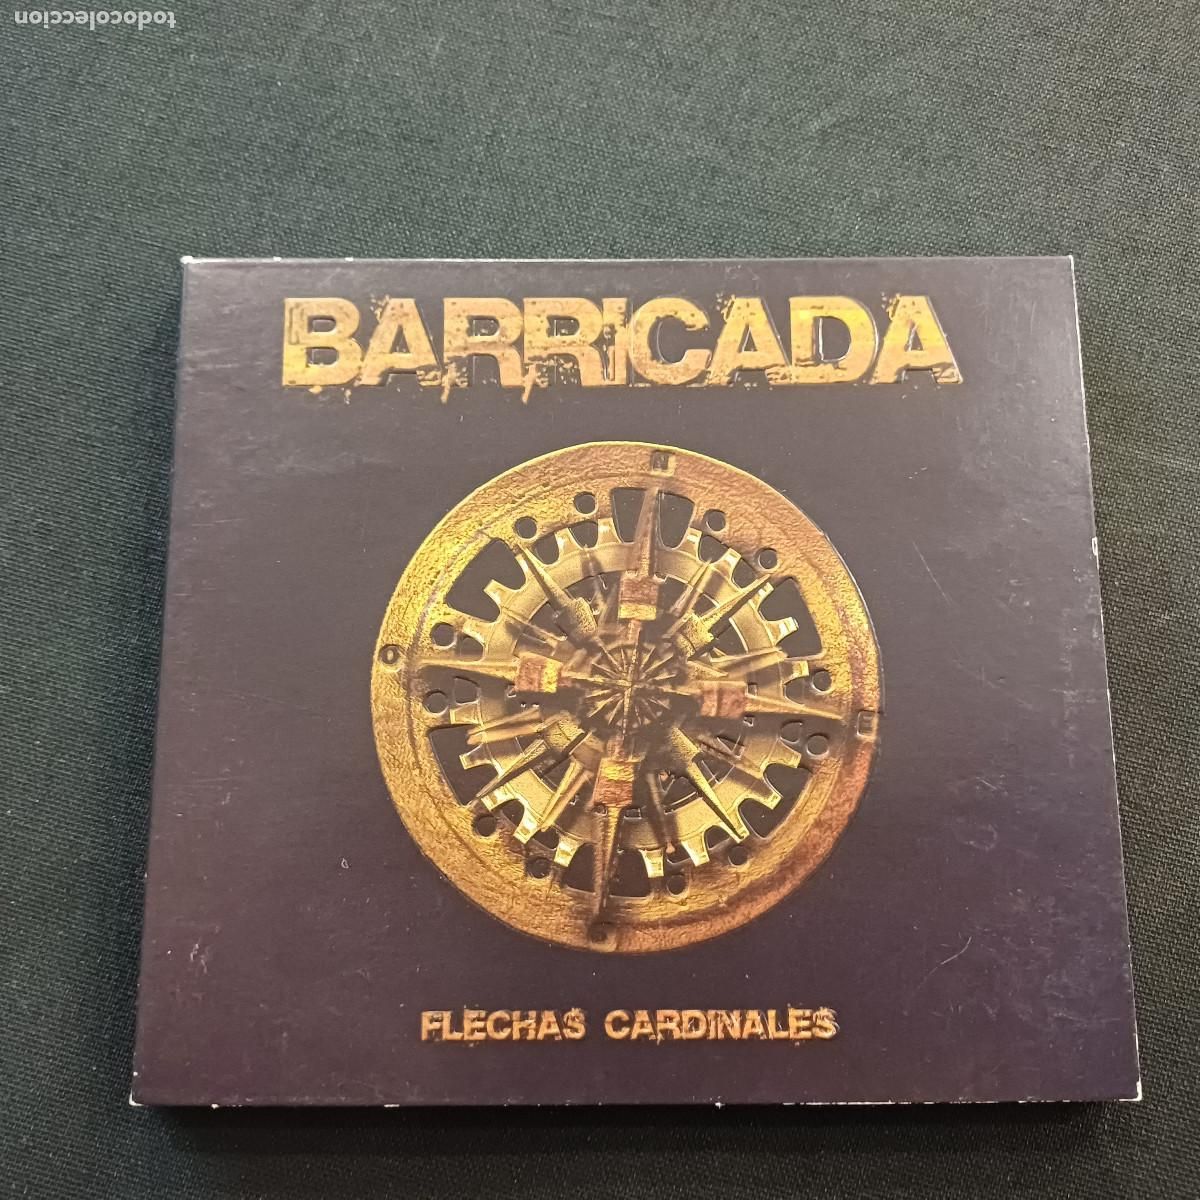 todocoleccion
BARRICADA
N
O
E
S
FLECHAS CARDINALES